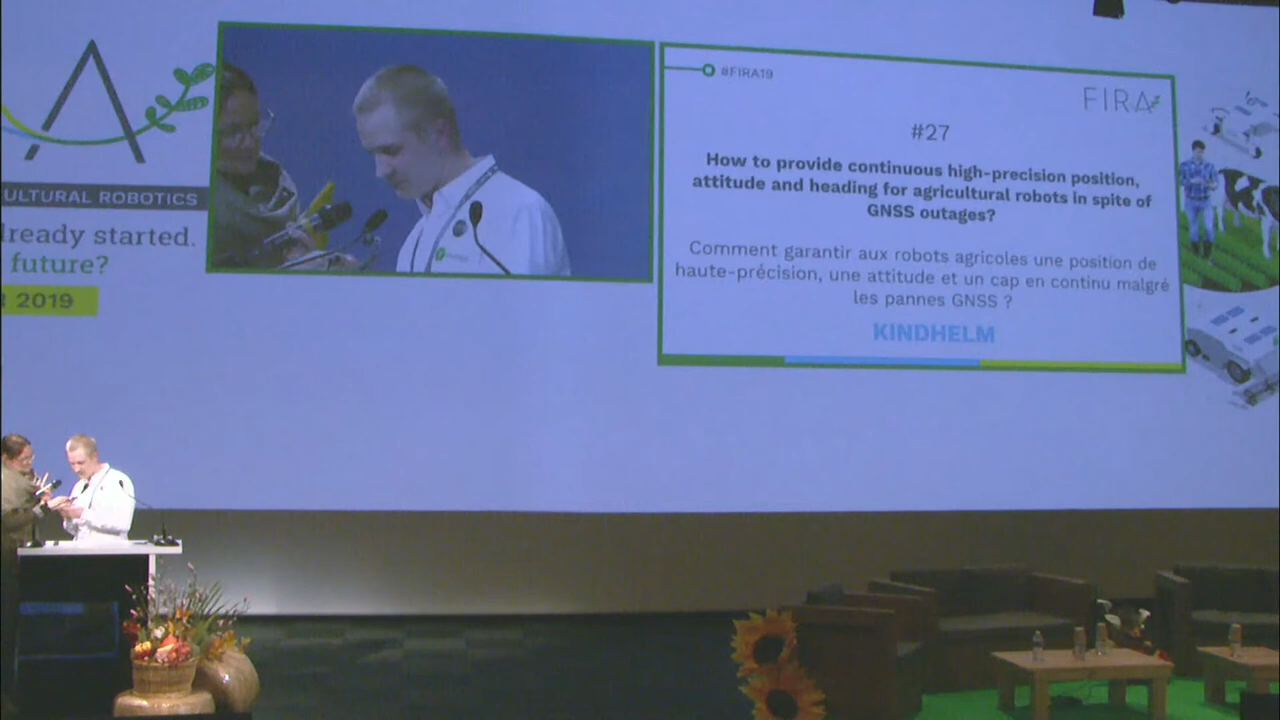 CULTURAL ROBOTICS
lready started.
future?
2019
#FIRA19
FIRA
#27
How to provide continuous high-precision position,
attitude and heading for agricultural robots in spite of
GNSS outages?
Comment garantir aux robots agricoles une position de
haute-précision, une attitude et un cap en continu malgré
les pannes GNSS ?
KINDHELM